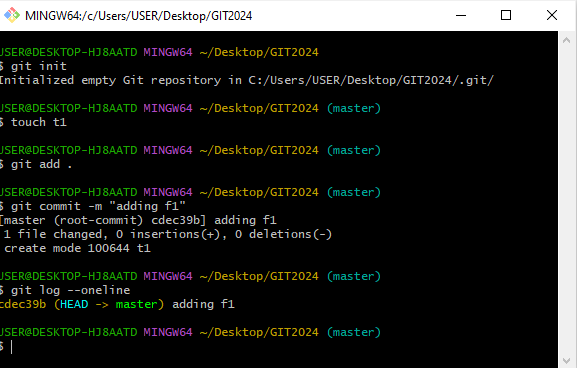 MINGW64:/c/Users/USER/Desktop/GIT2024
USER@DESKTOP-HJ8AATD MINGW64 ~/Desktop/GIT2024
$ git init
Initialized empty Git repository in C:/Users/USER/Desktop/GIT2024/.git/
USER@DESKTOP-HJ8AATD MINGW64 ~/Desktop/GIT2024 (master)
$ touch t1
USER@DESKTOP-HJ8AATD MINGW64 ~/Desktop/GIT2024 (master)
$ git add .
USER@DESKTOP-HJ8AATD MINGW64 ~/Desktop/GIT2024 (master)
$ git commit -m "adding f1"
[master (root-commit) cdec39b] adding f1
1 file changed, 0 insertions(+), 0 deletions(-)
create mode 100644 t1
USER@DESKTOP-HJ8AATD MINGW64 ~/Desktop/GIT2024 (master)
$ git log --oneline
cdec39b (HEAD -> master) adding f1
USER@DESKTOP-HJ8AATD MINGW64 ~/Desktop/GIT2024 (master)
$